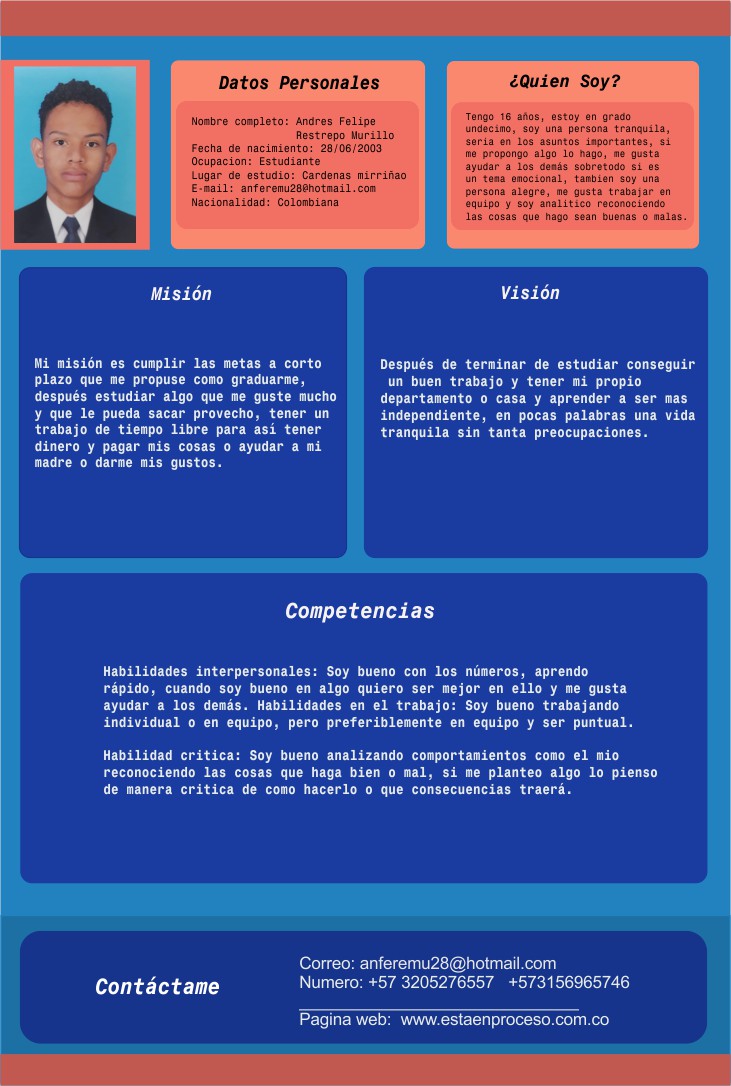 Datos Personales
Nombre completo: Andres Felipe
Restrepo Murillo
Fecha de nacimiento: 28/06/2003
Ocupacion: Estudiante
Lugar de estudio: Cardenas mirriñao
E-mail: anferemu28@hotmail.com
Nacionalidad: Colombiana
¿Quien Soy?
Tengo 16 años, estoy en grado
undecimo, soy una persona tranquila,
seria en los asuntos importantes, si
me propongo algo lo hago, me gusta
ayudar a los demás sobretodo si es
un tema emocional, tambien soy una
persona alegre, me gusta trabajar en
equipo y soy analitico reconociendo
las cosas que hago sean buenas o malas.
Misión
Mi misión es cumplir las metas a corto
plazo que me propuse como graduarme,
después estudiar algo que me guste mucho
y que le pueda sacar provecho, tener un
trabajo de tiempo libre para así tener
dinero y pagar mis cosas o ayudar a mi
madre o darme mis gustos.
Visión
Después de terminar de estudiar conseguir
un buen trabajo y tener mi propio
departamento o casa y aprender a ser mas
independiente, en pocas palabras una vida
tranquila sin tanta preocupaciones.
Competencias
Habilidades interpersonales: Soy bueno con los números, aprendo
rápido, cuando soy bueno en algo quiero ser mejor en ello y me gusta
ayudar a los demás. Habilidades en el trabajo: Soy bueno trabajando
individual o en equipo, pero preferiblemente en equipo y ser puntual.
Habilidad critica: Soy bueno analizando comportamientos como el mio
reconociendo las cosas que haga bien o mal, si me planteo algo lo pienso
de manera critica de como hacerlo o que consecuencias traerá.
Contáctame
Correo: anferemu28@hotmail.com
Numero: +57 3205276557 +573156965746
Pagina web: www.estaenproceso.com.co